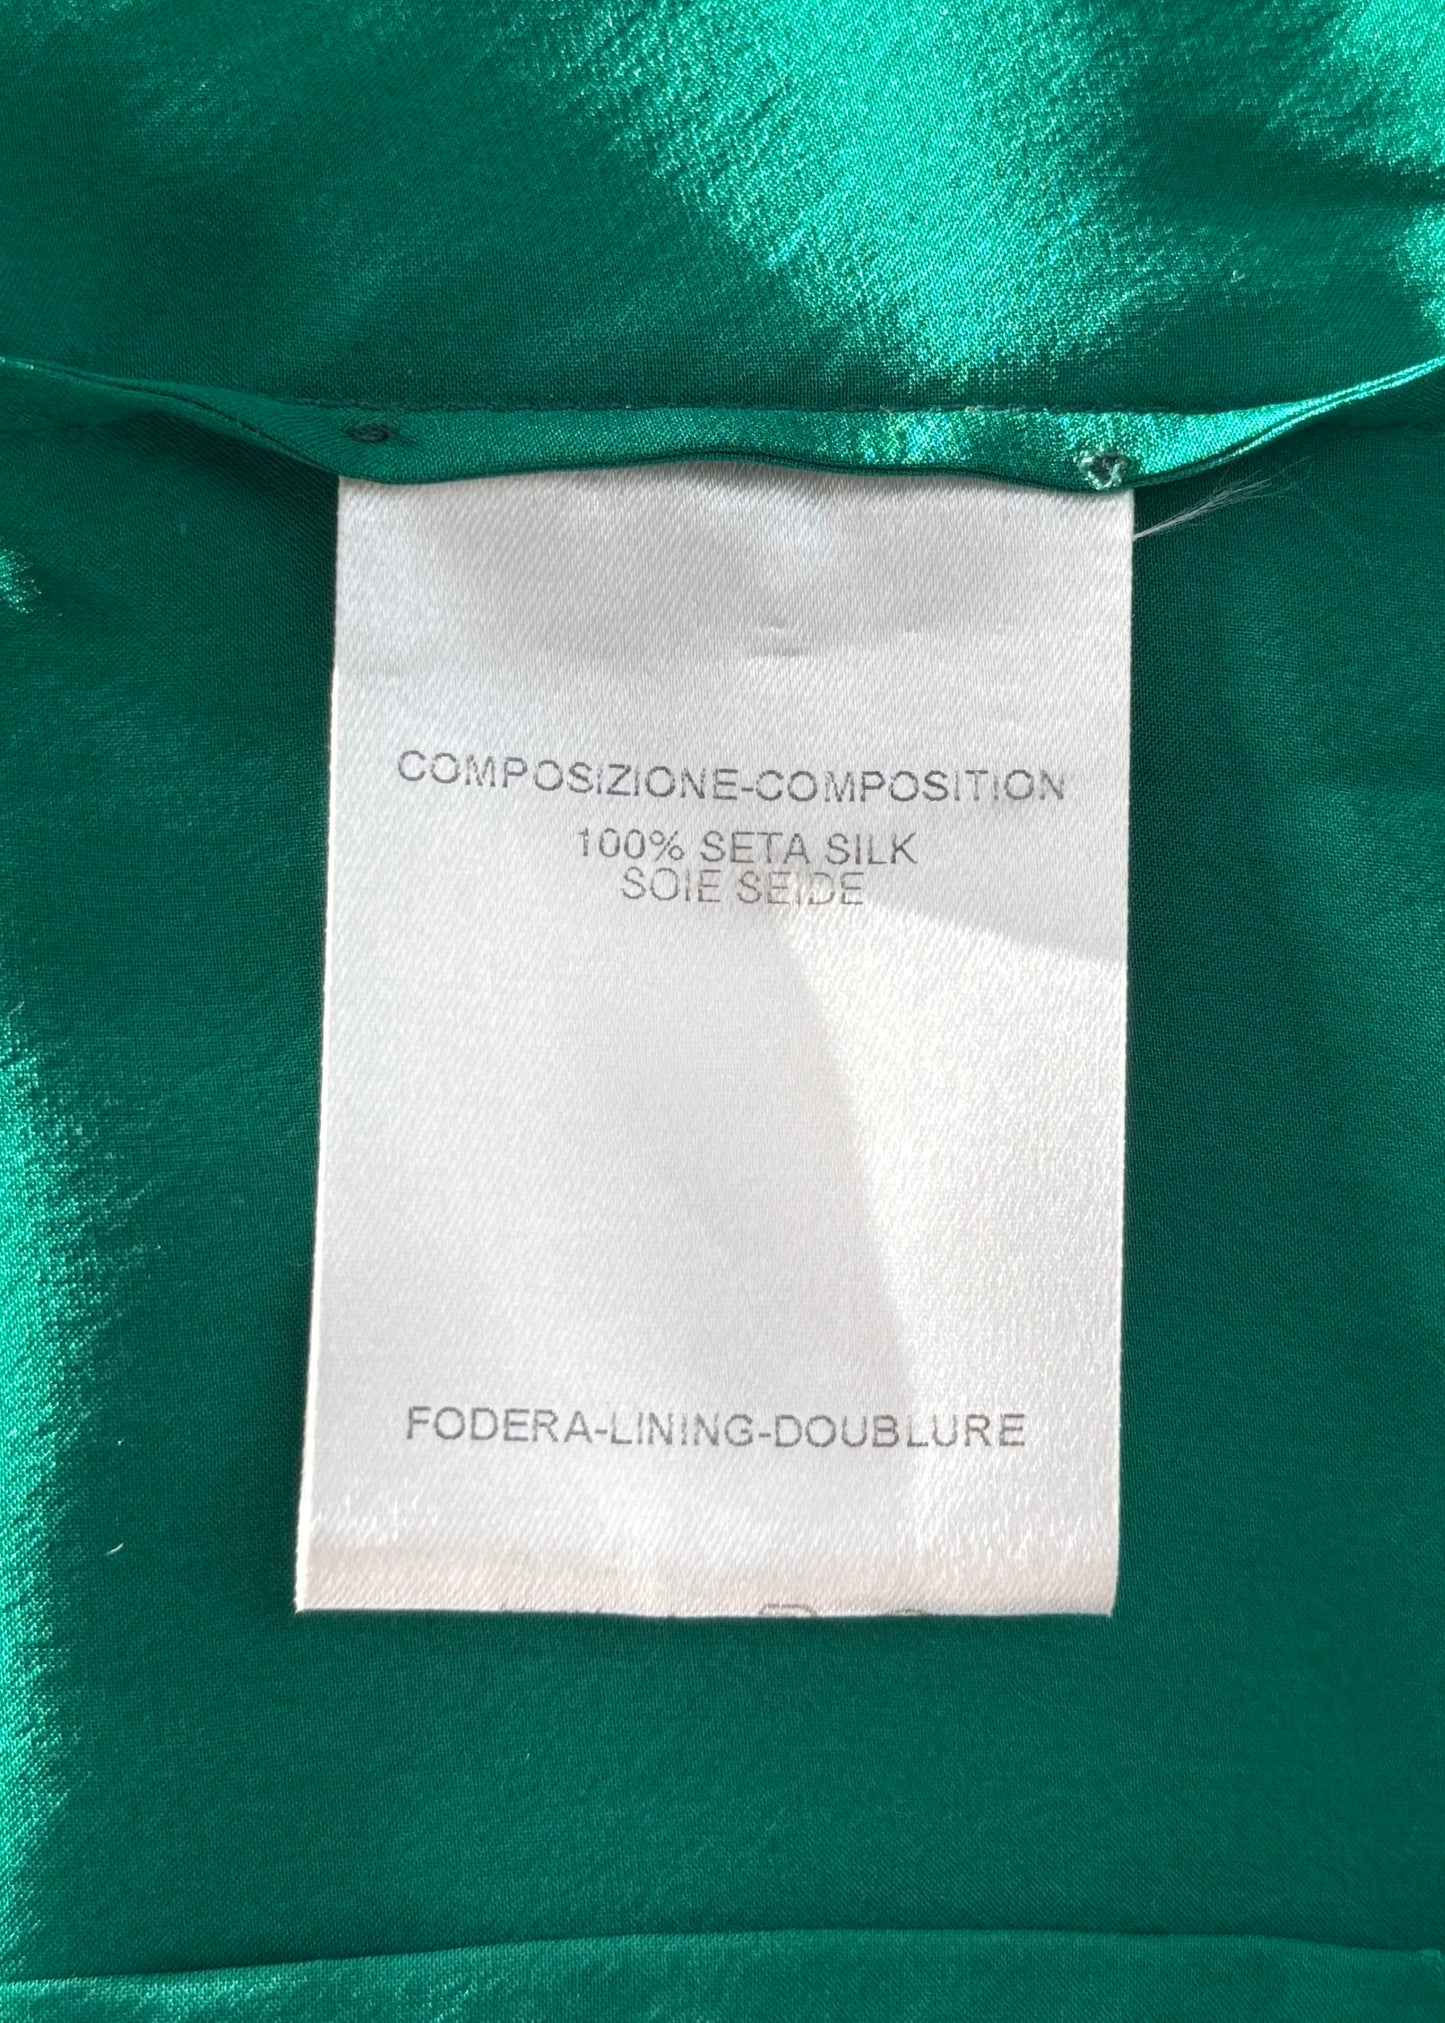 COMPOSIZIONE-COMPOSITION
100% SETA SILK
SOIE SEIDE
FODERA-LINING-DOUBLURE